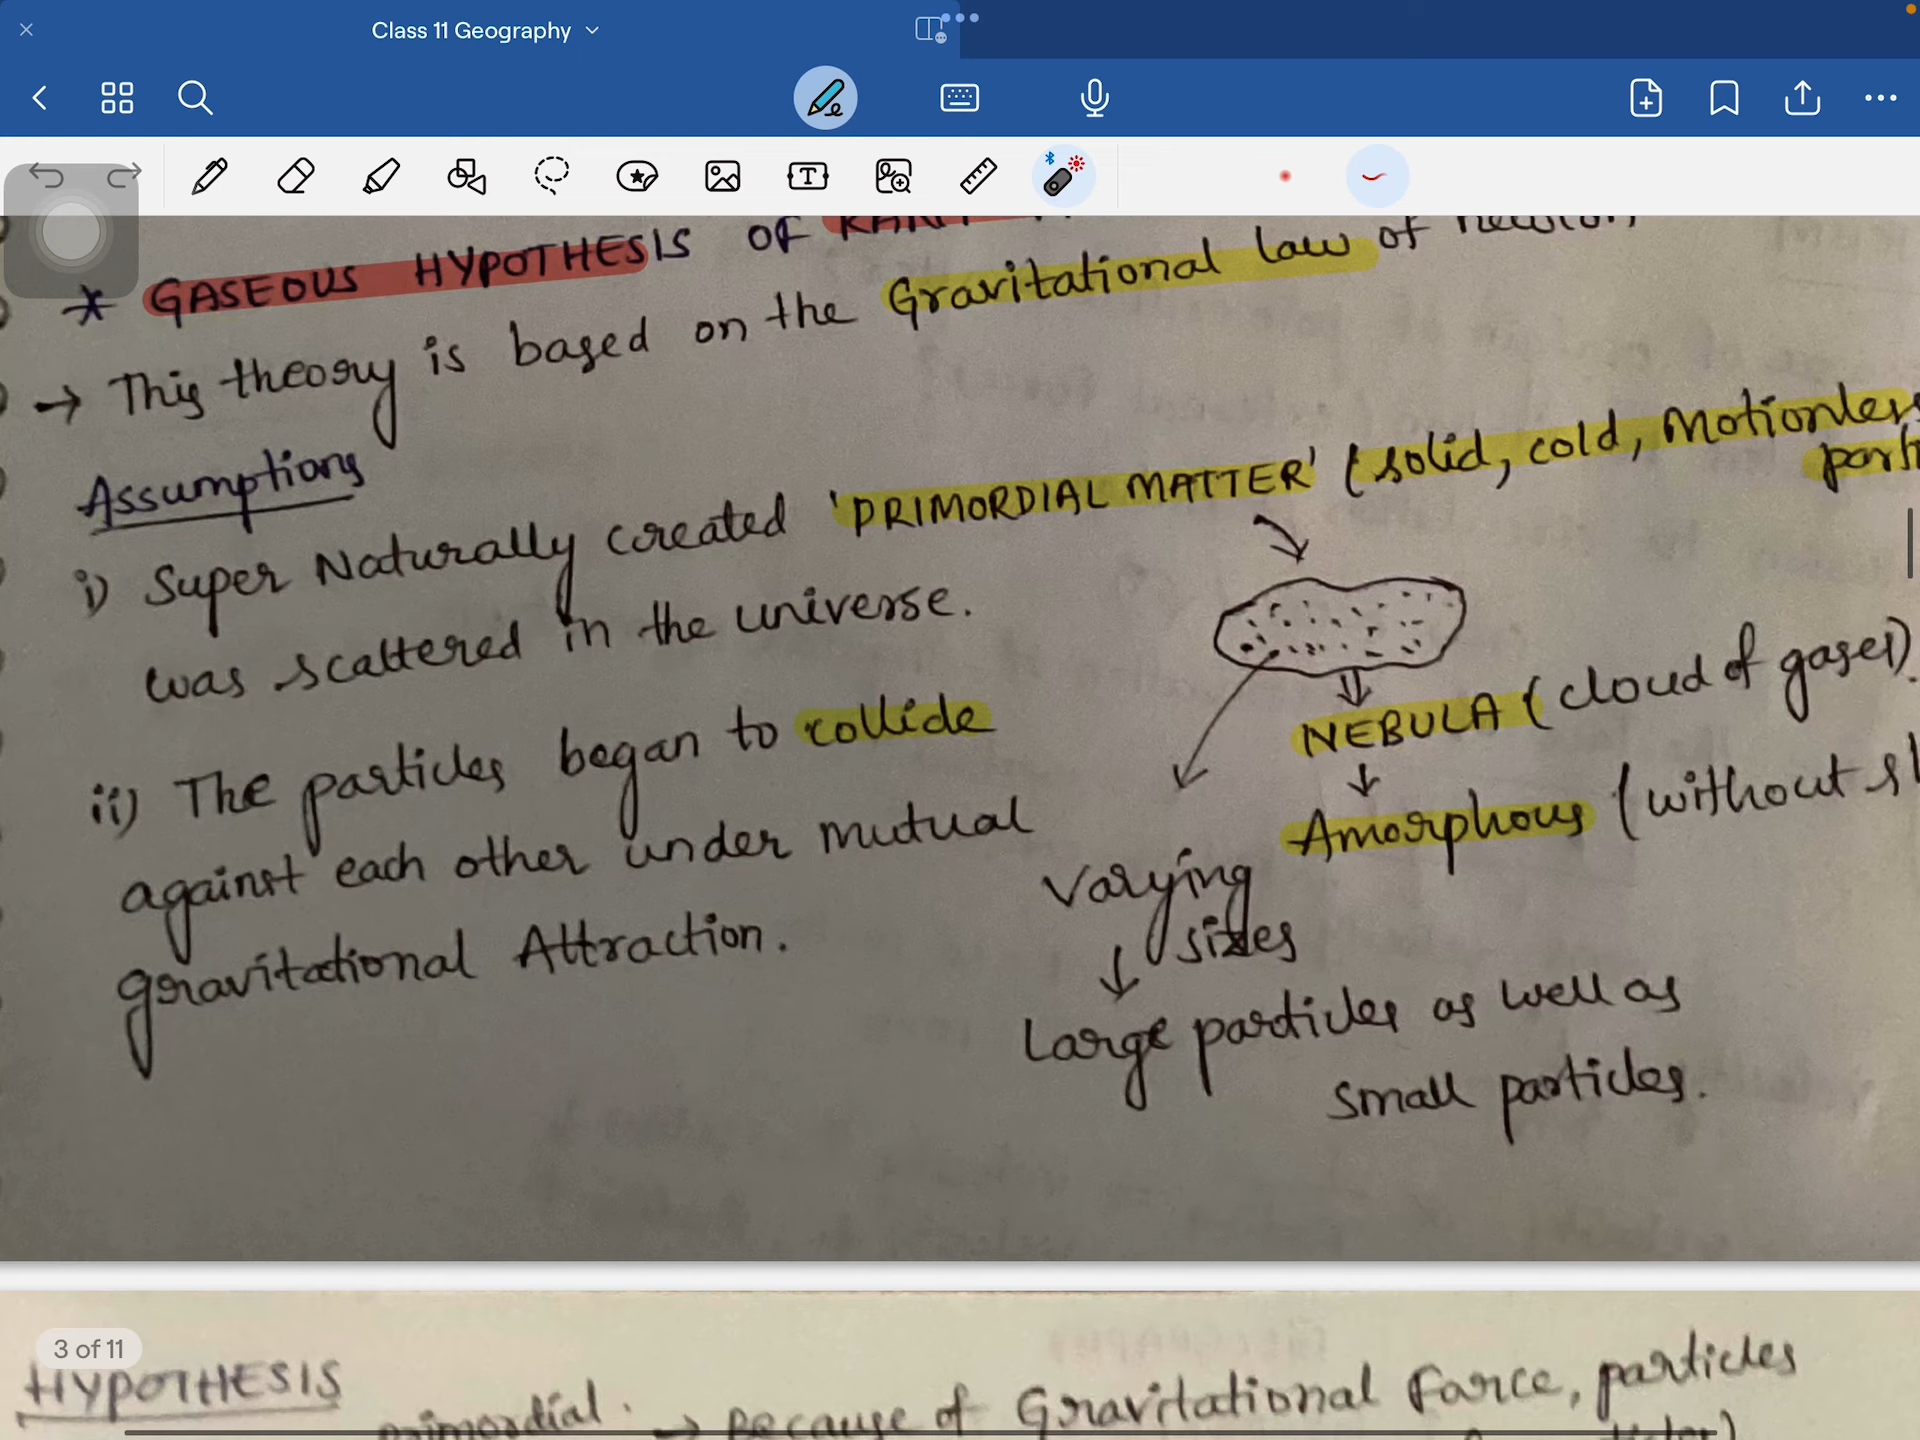 Class 11 Geography
* GASEOUS HYPOTHESIS OF KANT
→ This theory is based on the Gravitational law of newton
Assumptions
i) Super Naturally created 'PRIMORDIAL MATTER' (solid, cold, Motionless
was scattered in the universe.
ii) The particles began to collide
against each other under mutual
gravitational Attraction.
NEBULA (cloud of gases).
Amorphous (without
varying
sizes
Large particles as well as
small particles.
3 of 11
HYPOTHESIS
primordial. → Because of Gravitational Force, particles